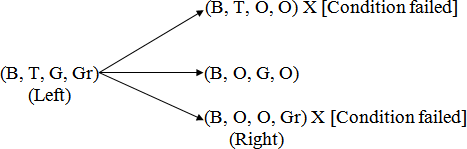 (B, T, O, O) X [Condition failed]
(B, T, G, Gr)
(Left)
(B, O, G, O)
(B, O, O, Gr) X [Condition failed]
(Right)